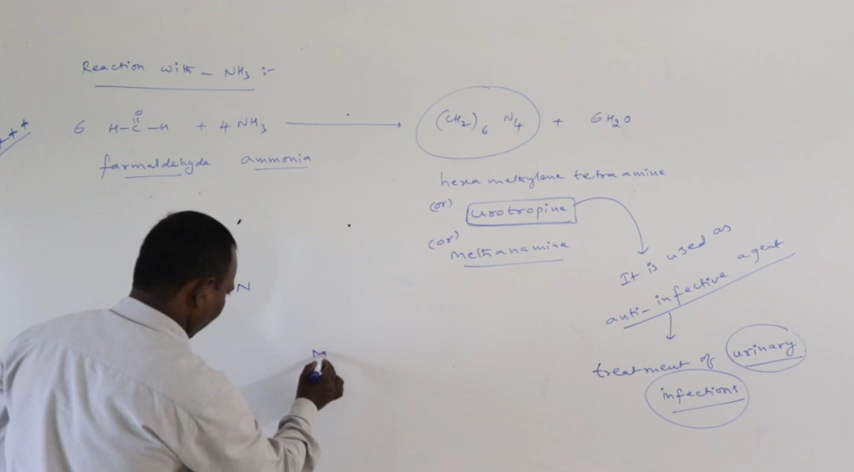 Reaction with - NH3 :-
6 H-C-H + 4 NH3 ⟶ (CH2)6 N4 + 6H2O
O
farmaldehyde ammonia
hexa methylene tetra amine
(or) urotropine
(or) methanamine
It is used as
anti-infective agent
treatment of urinary
infections
N
N